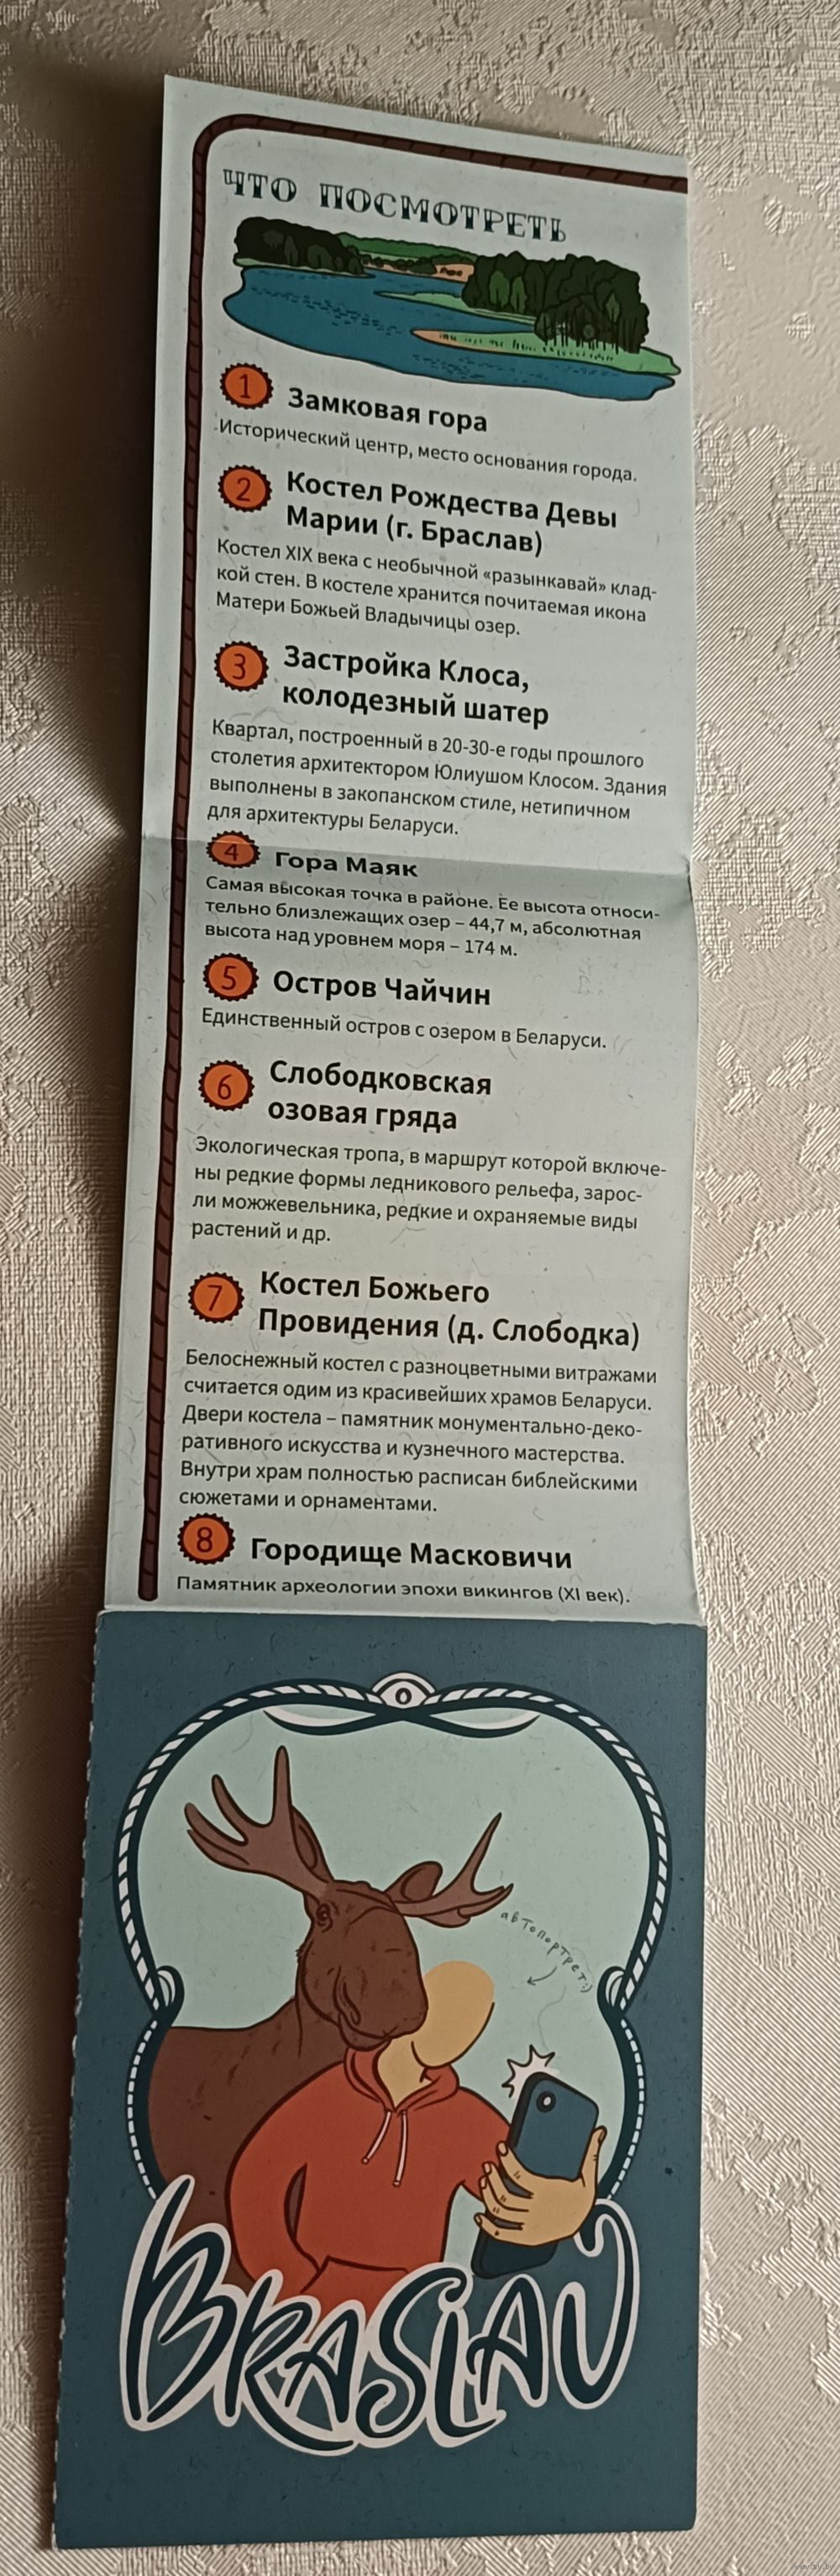 ЧТО ПОСМОТРЕТЬ
1 Замковая гора
Исторический центр, место основания города.
2 Костел Рождества Девы
Марии (г. Браслав)
Костел XIX века с необычной «разынкавай» клад-
кой стен. В костеле хранится почитаемая икона
Матери Божьей Владычицы озер.
3 Застройка Клоса,
колодезный шатер
Квартал, построенный в 20-30-е годы прошлого
столетия архитектором Юлиушом Клосом. Здания
выполнены в закопанском стиле, нетипичном
для архитектуры Беларуси.
4 Гора Маяк
Самая высокая точка в районе. Ее высота относи-
тельно близлежащих озер – 44,7 м, абсолютная
высота над уровнем моря – 174 м.
5 Остров Чайчин
Единственный остров с озером в Беларуси.
6 Слободковская
озовая гряда
Экологическая тропа, в маршрут которой включе-
ны редкие формы ледникового рельефа, зарос-
ли можжевельника, редкие и охраняемые виды
растений и др.
7 Костел Божьего
Провидения (д. Слободка)
Белоснежный костел с разноцветными витражами
считается одим из красивейших храмов Беларуси.
Двери костела – памятник монументально-деко-
ративного искусства и кузнечного мастерства.
Внутри храм полностью расписан библейскими
сюжетами и орнаментами.
8 Городище Масковичи
Памятник археологии эпохи викингов (XI век).
автопортрет:)
BRASLAV